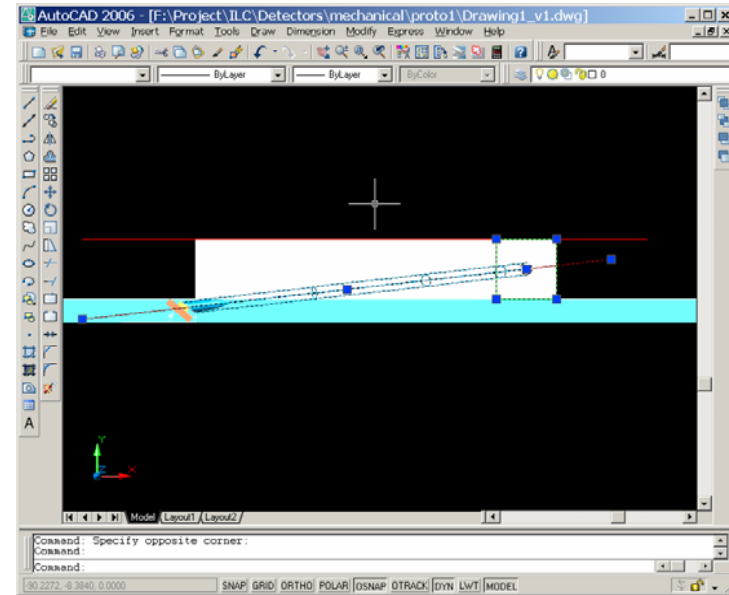 AutoCAD 2006 - [F:\Project\ILC\Detectors\mechanical\proto1\Drawing1_v1.dwg]
File Edit View Insert Format Tools Draw Dimension Modify Express Window Help
ByLayer ByLayer ByColor 0
A
Y
Z X
Model Layout1 Layout2
Command: Specify opposite corner:
Command:
Command:
-90.2272, -8.3840, 0.0000 SNAP GRID ORTHO POLAR OSNAP OTRACK DYN LWT MODEL